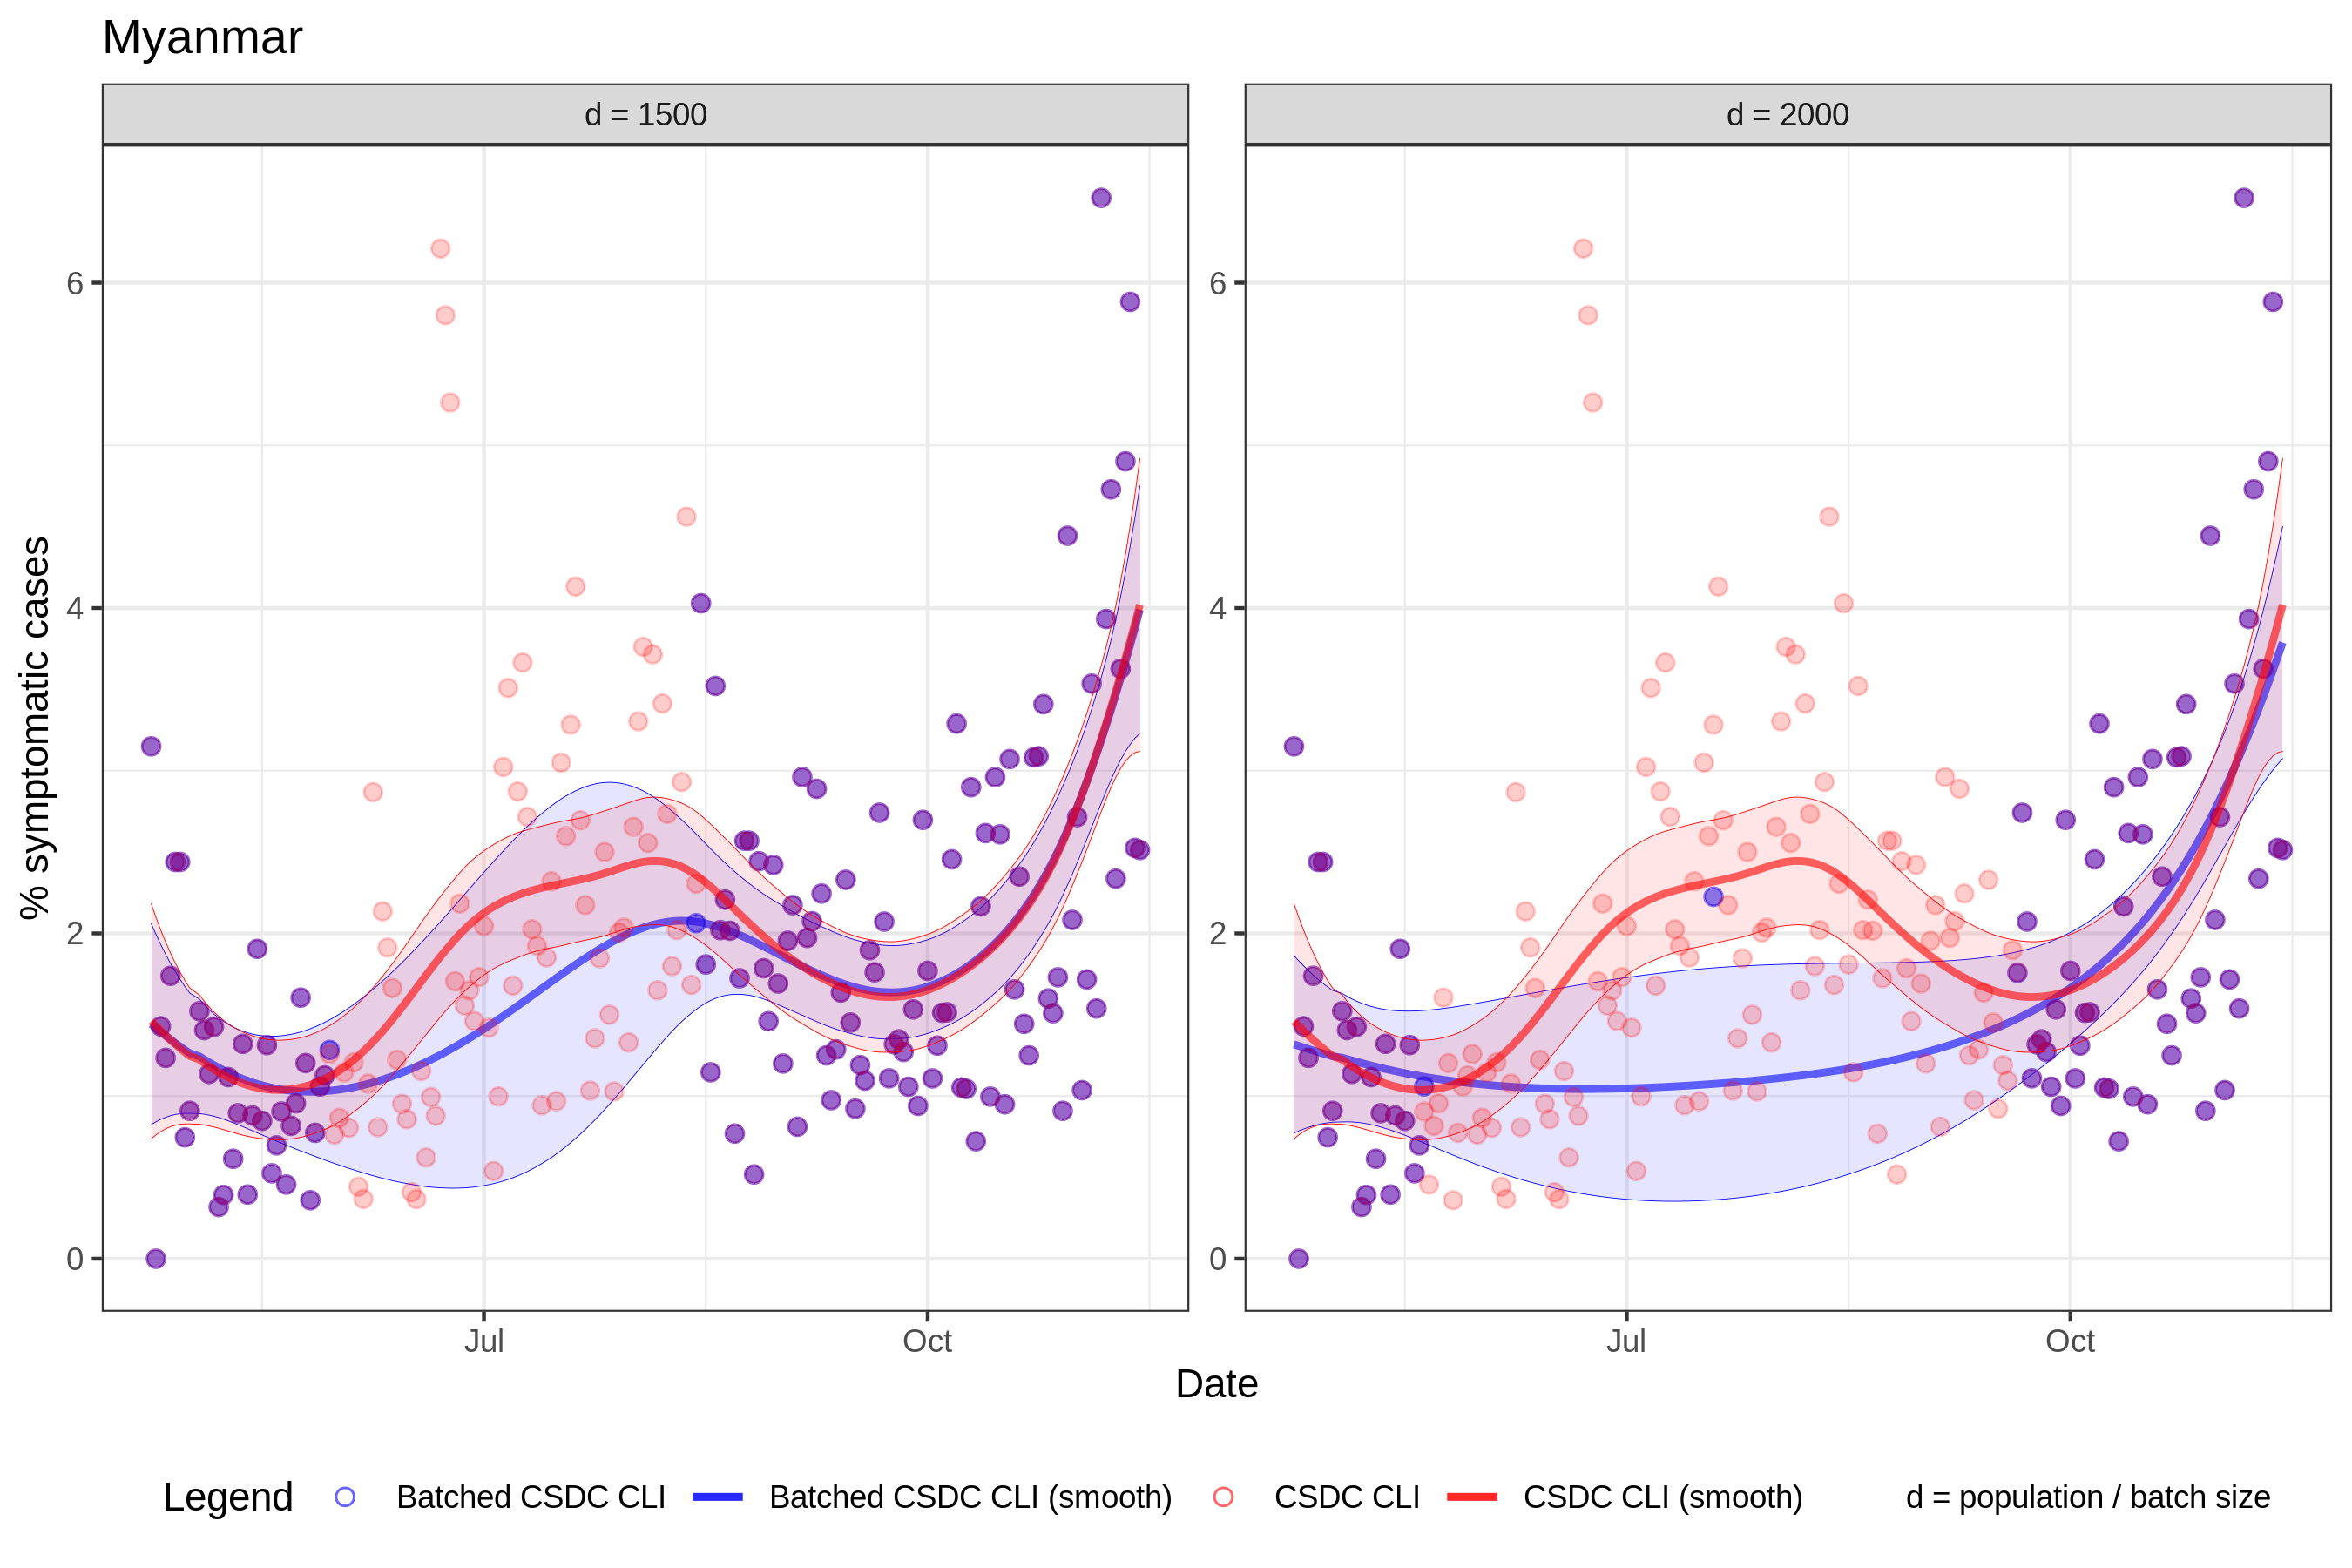 Myanmar
d = 1500
d = 2000
% symptomatic cases
6
4
2
0
6
4
2
0
Jul
Oct
Jul
Oct
Date
Legend
Batched CSDC CLI
Batched CSDC CLI (smooth)
CSDC CLI
CSDC CLI (smooth)
d = population / batch size